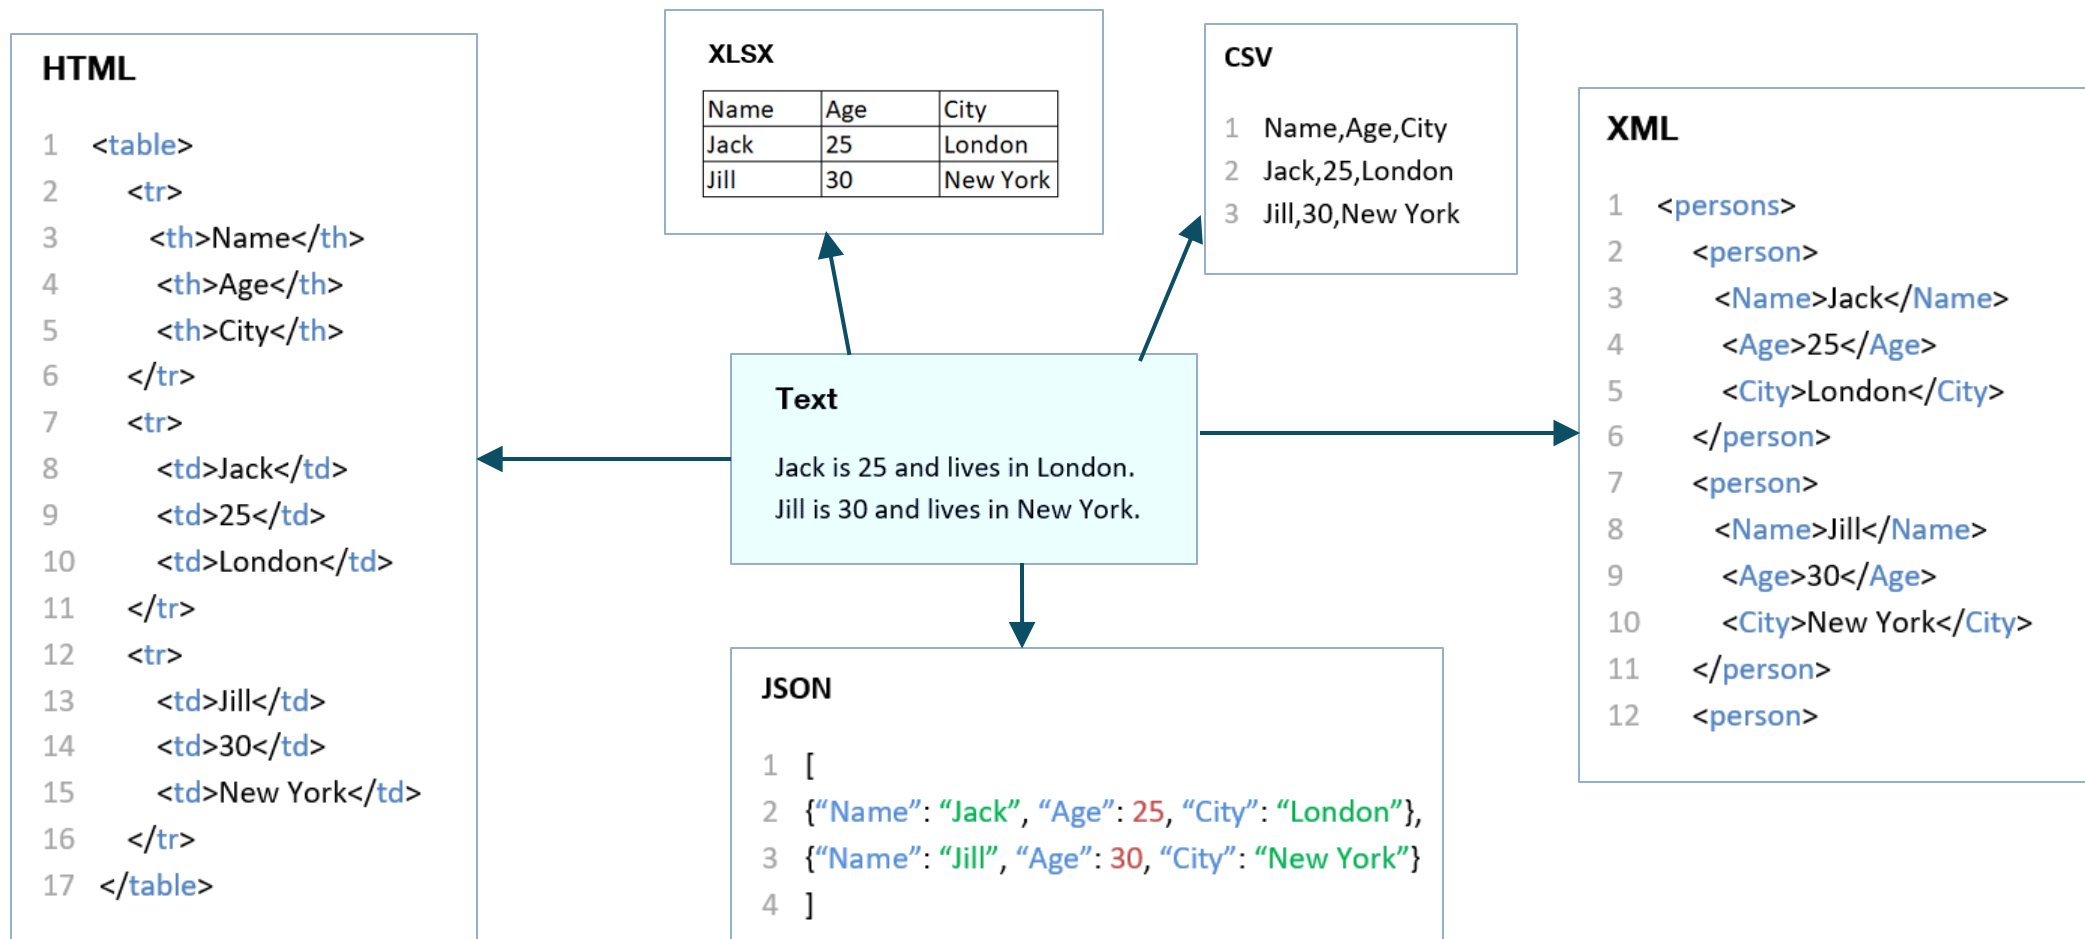 HTML
1 <table>
2 <tr>
3 <th>Name</th>
4 <th>Age</th>
5 <th>City</th>
6 </tr>
7 <tr>
8 <td>Jack</td>
9 <td>25</td>
10 <td>London</td>
11 </tr>
12 <tr>
13 <td>Jill</td>
14 <td>30</td>
15 <td>New York</td>
16 </tr>
17 </table>
XLSX
Name Age City
Jack 25 London
Jill 30 New York
CSV
1 Name,Age,City
2 Jack,25,London
3 Jill,30,New York
Text
Jack is 25 and lives in London.
Jill is 30 and lives in New York.
JSON
1 [
2 {“Name”: “Jack”, “Age”: 25, “City”: “London”},
3 {“Name”: “Jill”, “Age”: 30, “City”: “New York”}
4 ]
XML
1 <persons>
2 <person>
3 <Name>Jack</Name>
4 <Age>25</Age>
5 <City>London</City>
6 </person>
7 <person>
8 <Name>Jill</Name>
9 <Age>30</Age>
10 <City>New York</City>
11 </person>
12 <person>